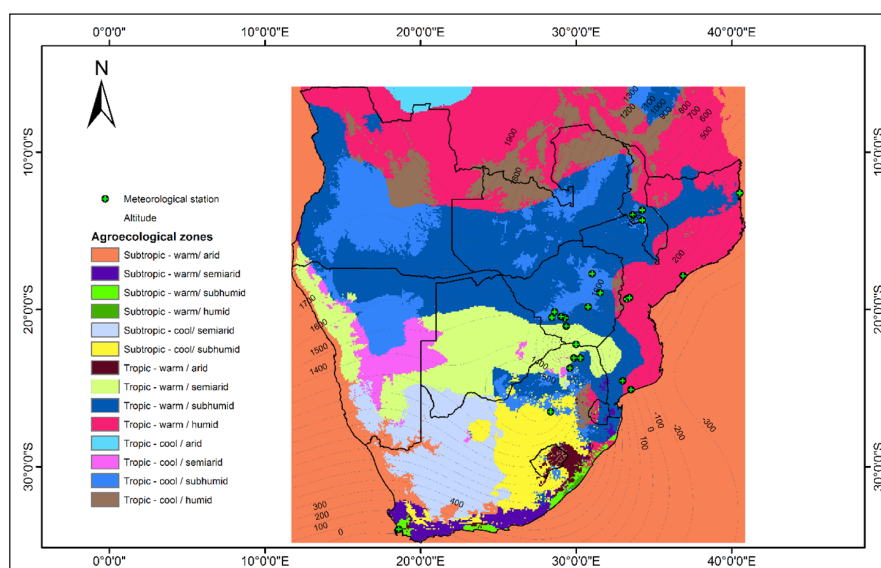 0°0'0"E 10°0'0"E 20°0'0"E 30°0'0"E 40°0'0"E
N
10°0'0"S 10°0'0"S
20°0'0"S 20°0'0"S
30°0'0"S 30°0'0"S
Meteorological station
Altitude
Agroecological zones
Subtropic - warm/ arid
Subtropic - warm/ semiarid
Subtropic - warm/ subhumid
Subtropic - warm/ humid
Subtropic - cool/ semiarid
Subtropic - cool/ subhumid
Tropic - warm / arid
Tropic - warm / semiarid
Tropic - warm / subhumid
Tropic - warm / humid
Tropic - cool / arid
Tropic - cool / semiarid
Tropic - cool / subhumid
Tropic - cool / humid
1300
1200
1000
900
800
700
600
500
1900
200
1700
1600
1500
1400
-100
-200
-300
100
0
400
300
200
100
0
0°0'0"E 10°0'0"E 20°0'0"E 30°0'0"E 40°0'0"E